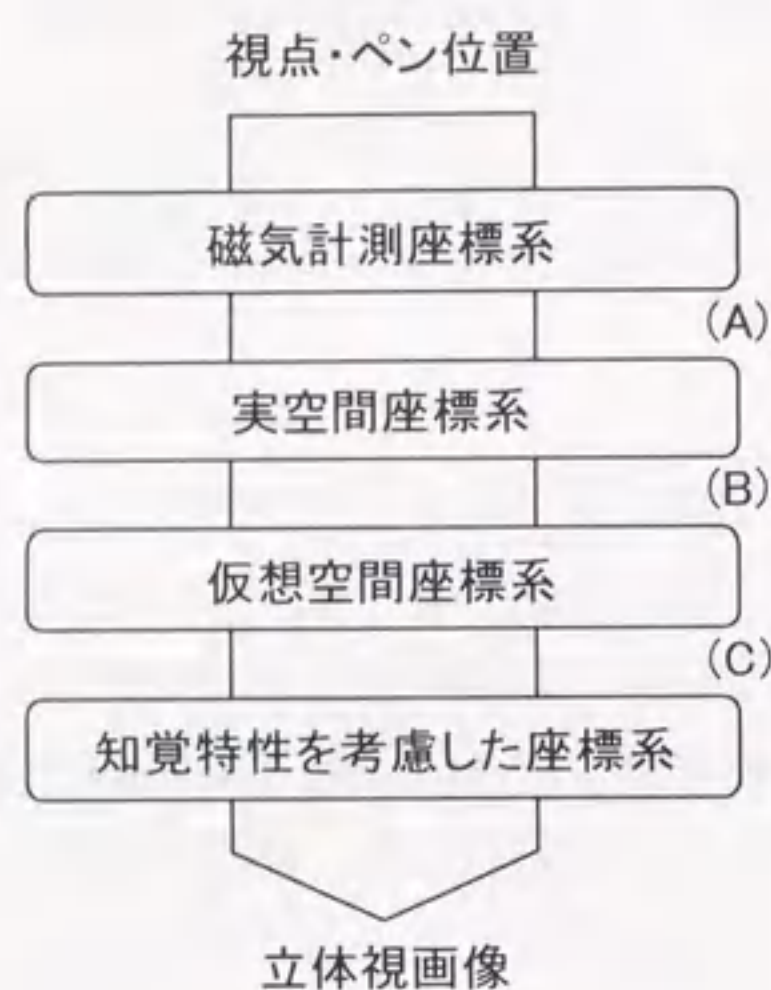 視点・ペン位置
磁気計測座標系
(A)
実空間座標系
(B)
仮想空間座標系
(C)
知覚特性を考慮した座標系
立体視画像